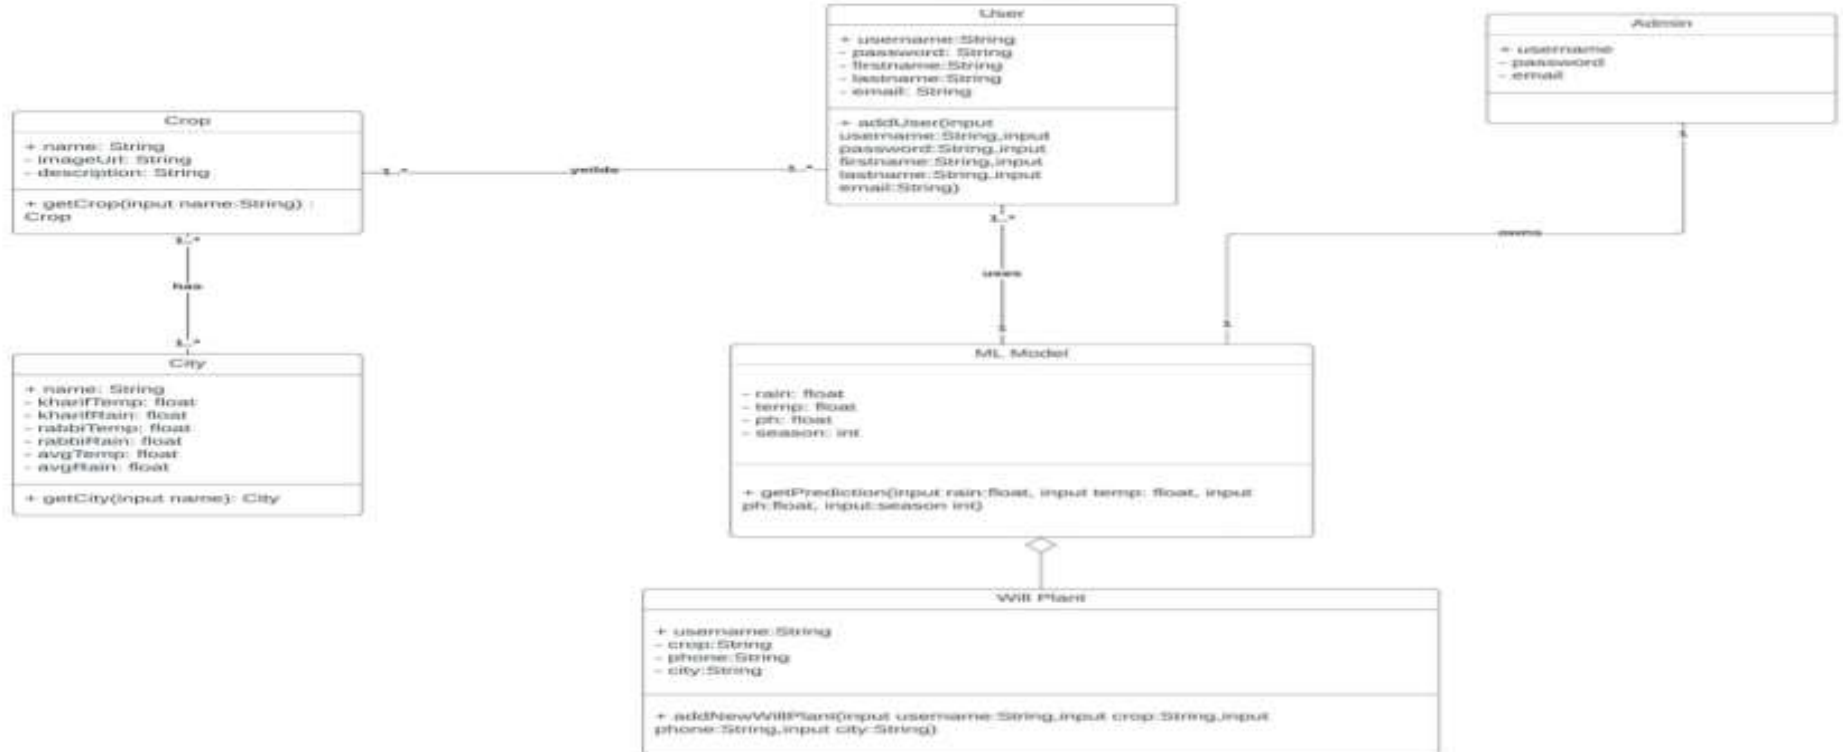 User
+ username:String
- password: String
- firstname:String
- lastname:String
- email: String
+ addUser(input
username:String,input
password:String,input
firstname:String,input
lastname:String,input
email:String)
Admin
+ username
- password
- email
Crop
+ name: String
- imageUrl: String
- description: String
+ getCrop(input name:String) :
Crop
1..*
yeilds
1..*
1..*
has
1..*
1..*
uses
1
1
owns
1
City
+ name: String
- kharifTemp: float
- kharifRain: float
- rabbiTemp: float
- rabbiRain: float
- avgTemp: float
- avgRain: float
+ getCity(input name): City
ML Model
- rain: float
- temp: float
- ph: float
- season: int
+ getPrediction(input rain:float, input temp: float, input
ph:float, input:season int)
Will Plant
+ username:String
- crop:String
- phone:String
- city:String
+ addNewWillPlant(input username:String,input crop:String,input
phone:String,input city:String)